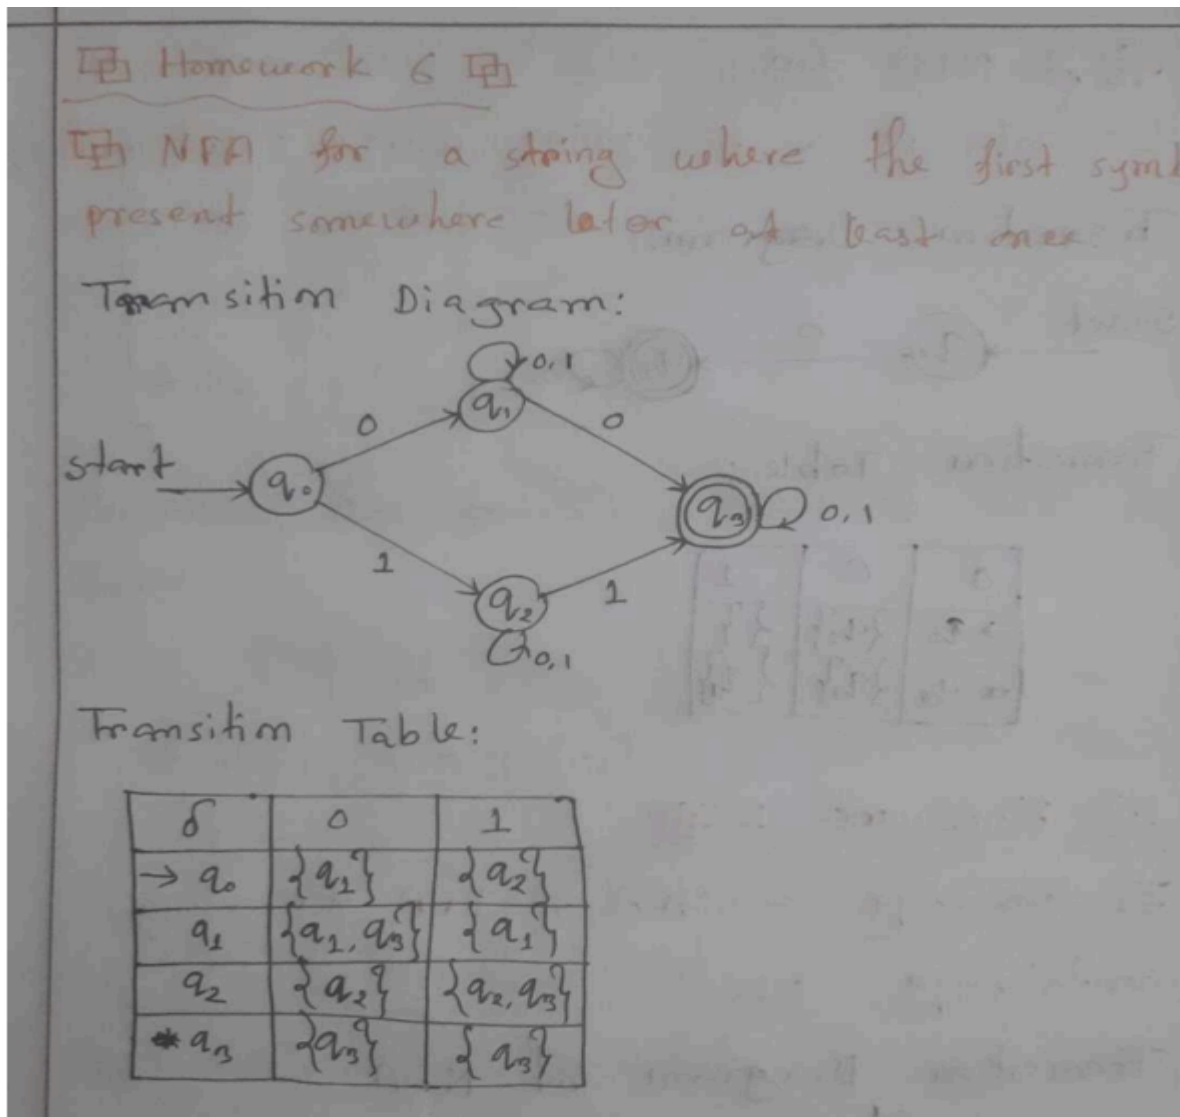 Homework 6
NFA for a string where the first symb
present somewhere later at least once
Transition Diagram:
0,1
q1
0
0
start
q0
q3
0,1
1
1
q2
0,1
Transition Table:
δ 0 1
→ q0 {q1} {q2}
q1 {q1, q3} {q1}
q2 {q2} {q2, q3}
* q3 {q3} {q3}